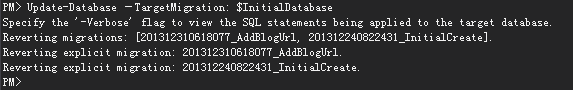 PM> Update-Database –TargetMigration: $InitialDatabase
Specify the '-Verbose' flag to view the SQL statements being applied to the target database.
Reverting migrations: [201312310618077_AddBlogUrl, 201312240822431_InitialCreate].
Reverting explicit migration: 201312310618077_AddBlogUrl.
Reverting explicit migration: 201312240822431_InitialCreate.
PM>